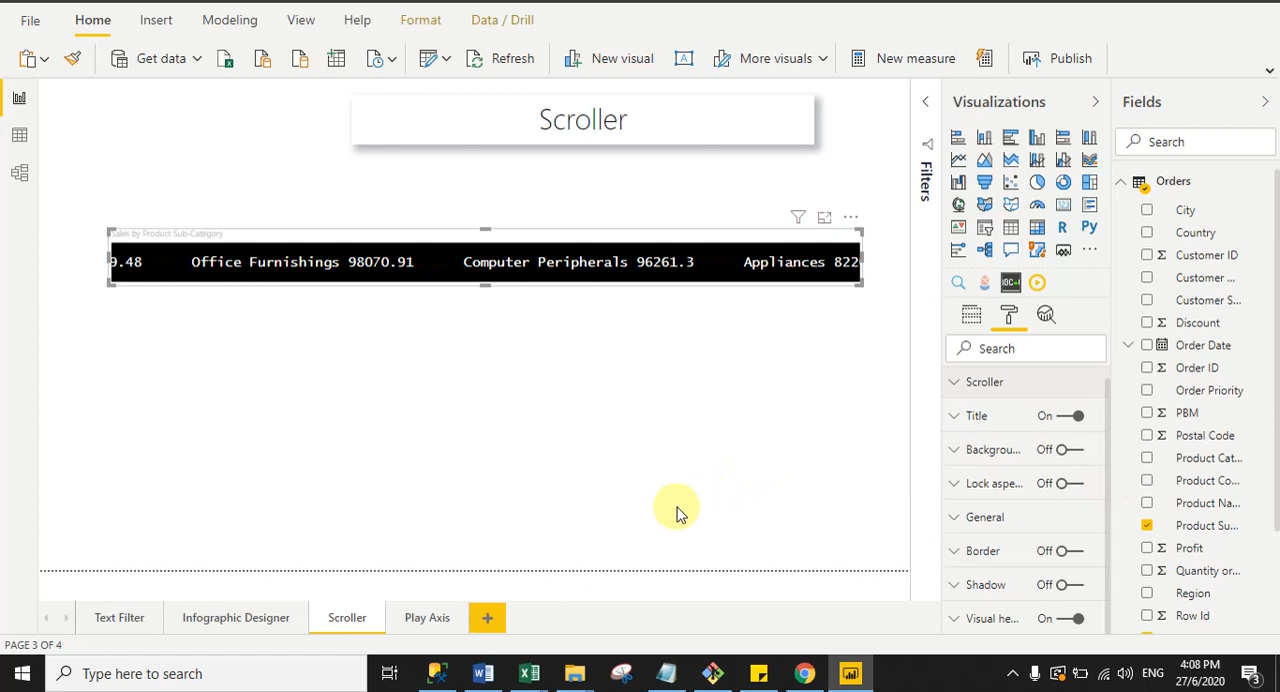 File Home Insert Modeling View Help Format Data / Drill
Get data Refresh New visual More visuals New measure Publish
Scroller
Sales by Product Sub-Category
9.48 Office Furnishings 98070.91 Computer Peripherals 96261.3 Appliances 822
Filters
Visualizations
Search
Scroller
Title On
Backgrou... Off
Lock aspe... Off
General
Border Off
Shadow Off
Visual he... On
Fields
Search
Orders
City
Country
Customer ID
Customer ...
Customer S...
Discount
Order Date
Order ID
Order Priority
PBM
Postal Code
Product Cat...
Product Co...
Product Na...
Product Su...
Profit
Quantity or...
Region
Row Id
Text Filter Infographic Designer Scroller Play Axis
PAGE 3 OF 4
Type here to search
ENG
4:08 PM
27/6/2020